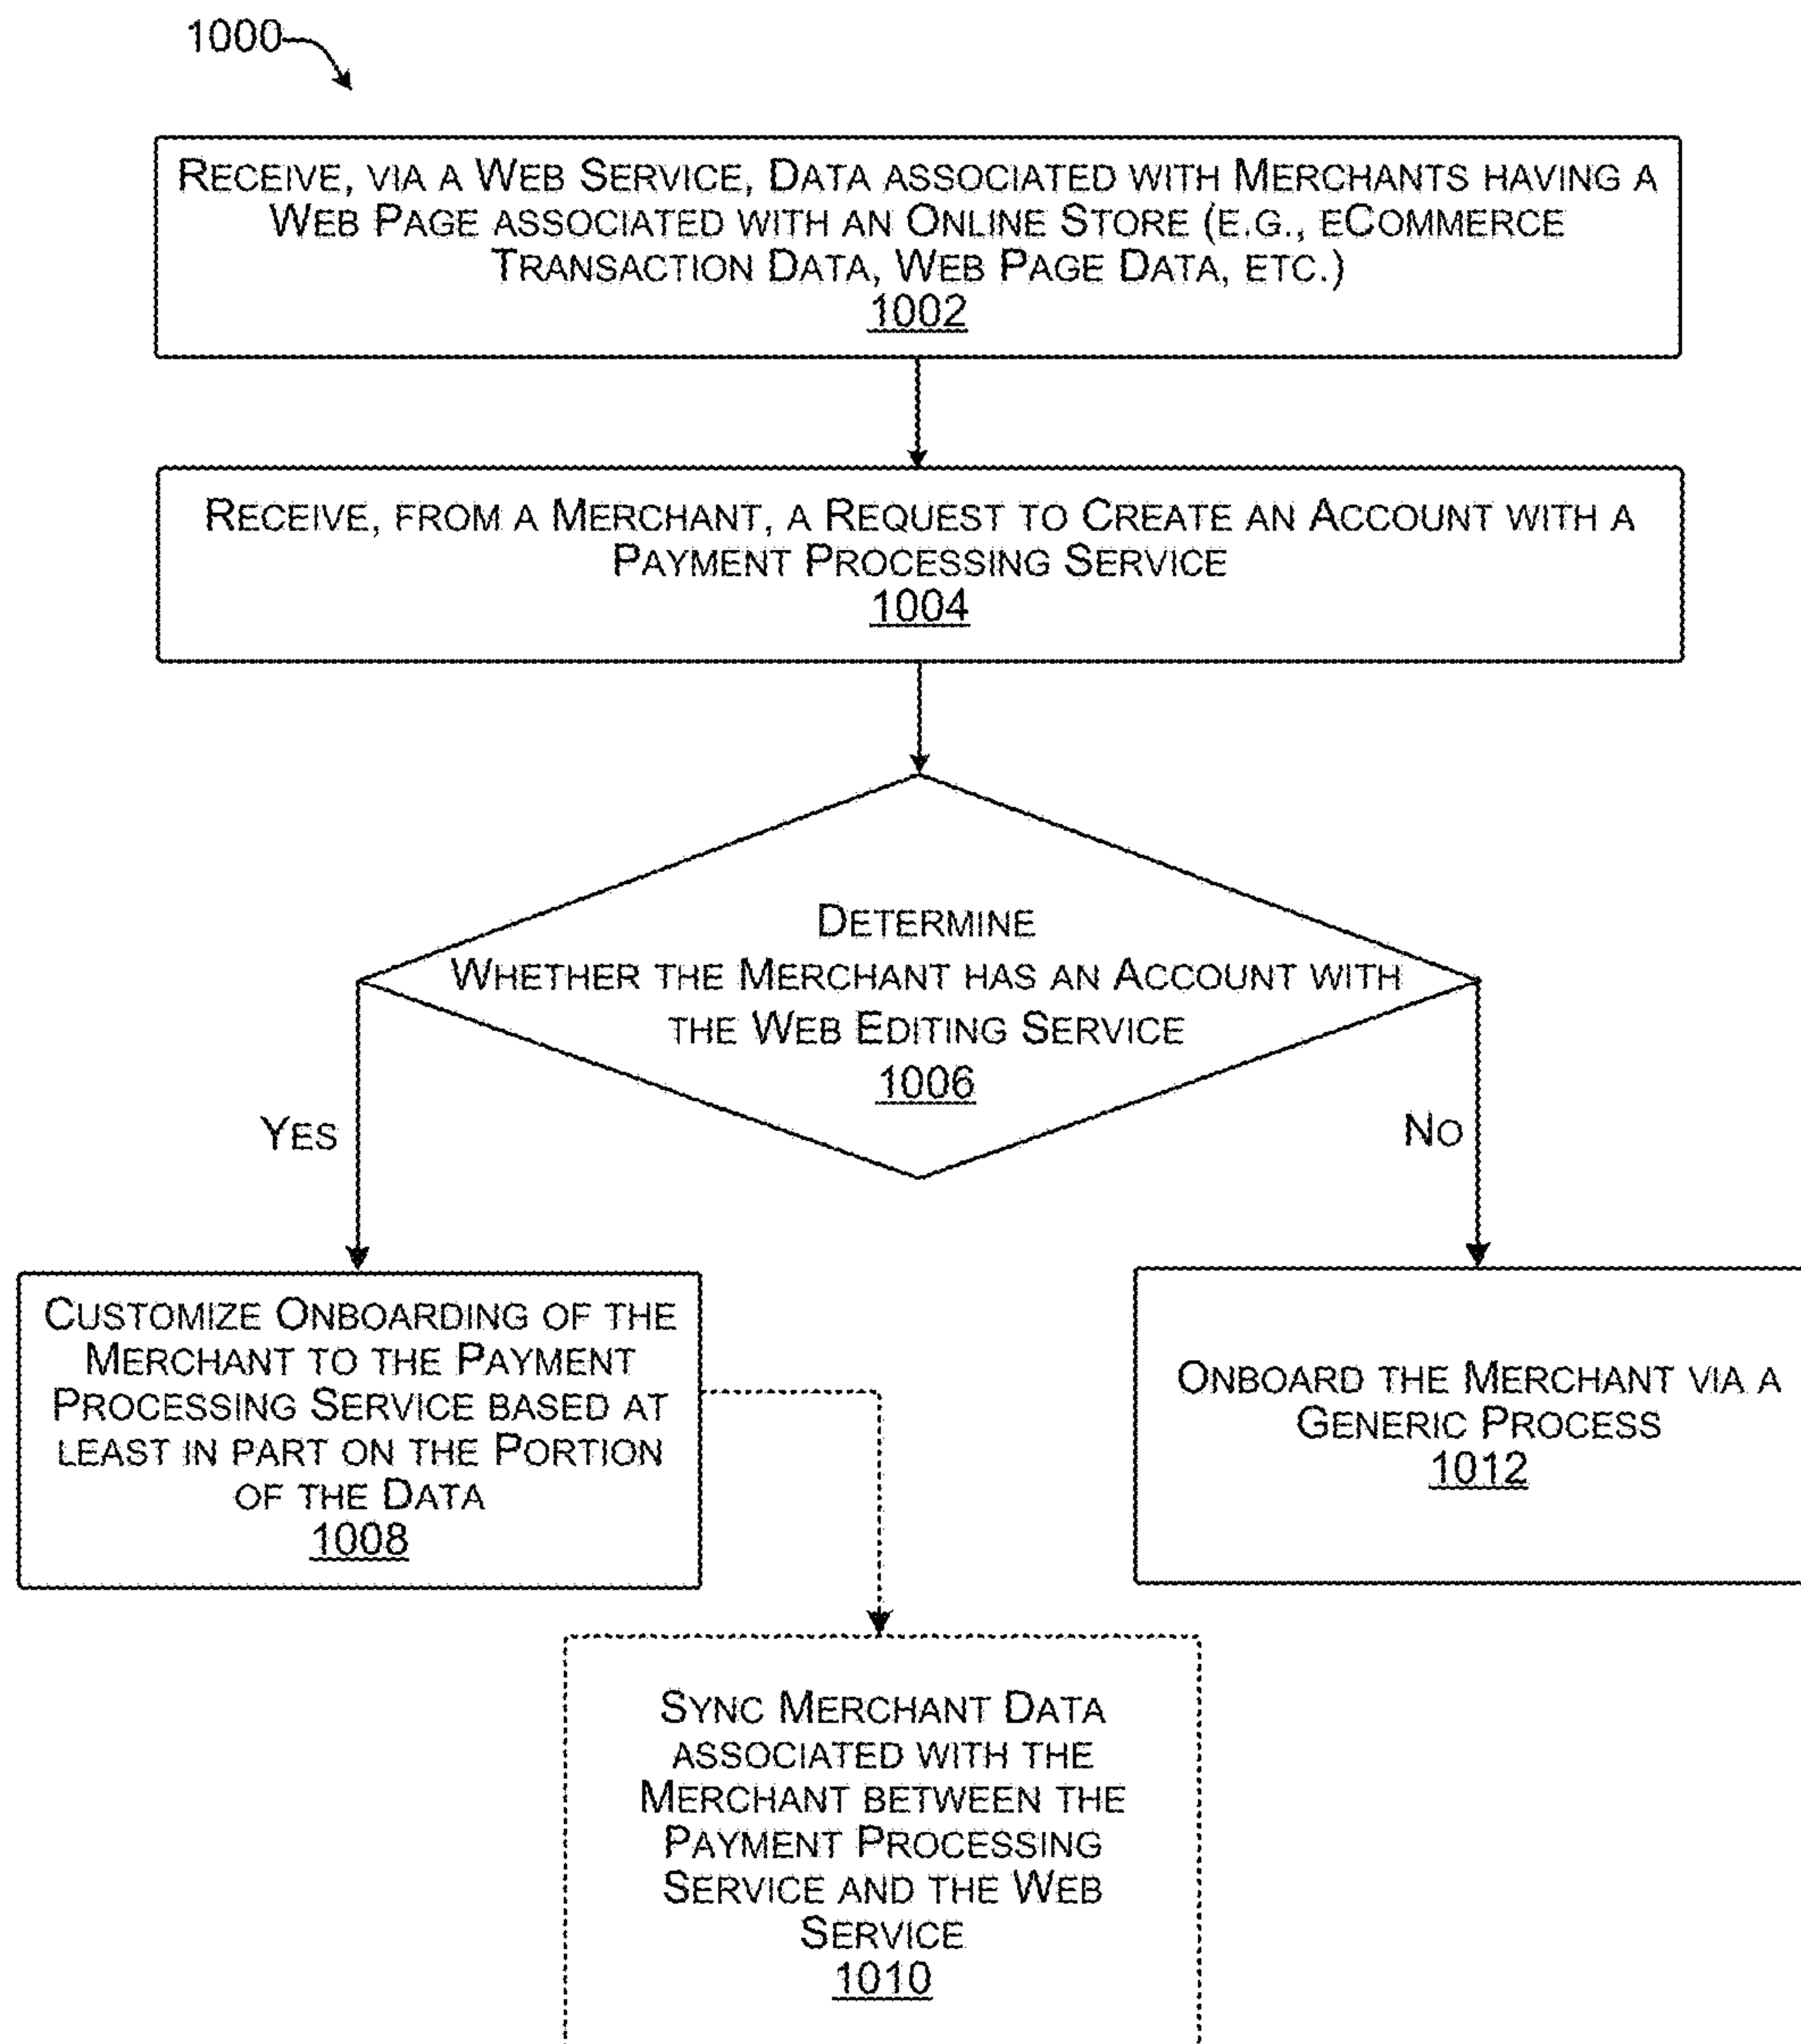 1000
RECEIVE, VIA A WEB SERVICE, DATA ASSOCIATED WITH MERCHANTS HAVING A
WEB PAGE ASSOCIATED WITH AN ONLINE STORE (E.G., ECOMMERCE
TRANSACTION DATA, WEB PAGE DATA, ETC.)
1002
RECEIVE, FROM A MERCHANT, A REQUEST TO CREATE AN ACCOUNT WITH A
PAYMENT PROCESSING SERVICE
1004
DETERMINE
WHETHER THE MERCHANT HAS AN ACCOUNT WITH
THE WEB EDITING SERVICE
1006
YES
NO
CUSTOMIZE ONBOARDING OF THE
MERCHANT TO THE PAYMENT
PROCESSING SERVICE BASED AT
LEAST IN PART ON THE PORTION
OF THE DATA
1008
ONBOARD THE MERCHANT VIA A
GENERIC PROCESS
1012
SYNC MERCHANT DATA
ASSOCIATED WITH THE
MERCHANT BETWEEN THE
PAYMENT PROCESSING
SERVICE AND THE WEB
SERVICE
1010